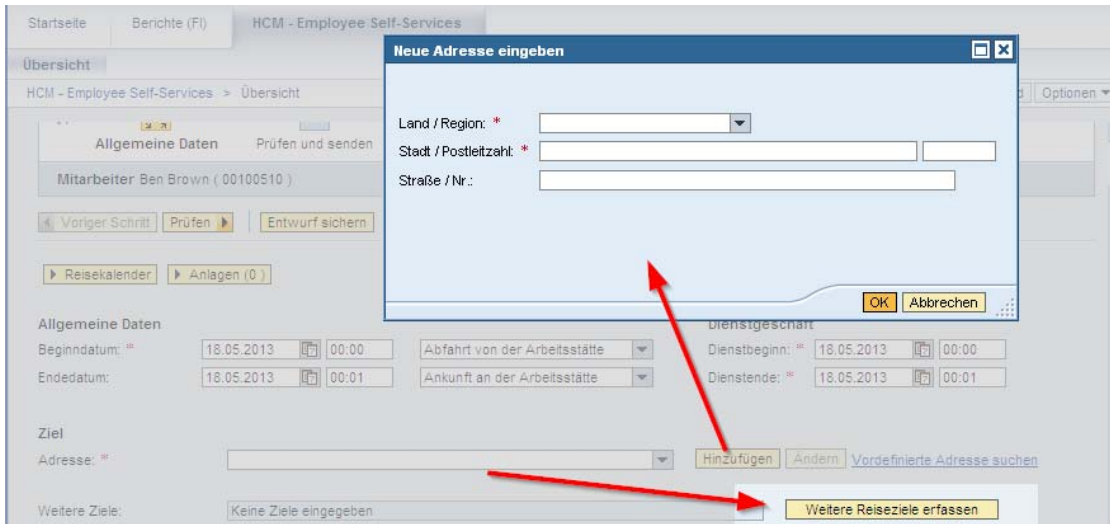 Startseite Berichte (FI) HCM - Employee Self-Services
Übersicht
HCM - Employee Self-Services > Übersicht
Optionen
Neue Adresse eingeben
Land / Region: *
Stadt / Postleitzahl: *
Straße / Nr.:
OK Abbrechen
Allgemeine Daten Prüfen und senden
Mitarbeiter Ben Brown ( 00100510 )
Voriger Schritt Prüfen Entwurf sichern
Reisekalender Anlagen (0 )
Allgemeine Daten Dienstgeschäft
Beginndatum: * 18.05.2013 00:00 Abfahrt von der Arbeitsstätte Dienstbeginn: * 18.05.2013 00:00
Endedatum: 18.05.2013 00:01 Ankunft an der Arbeitsstätte Dienstende: * 18.05.2013 00:01
Ziel
Adresse: * Hinzufügen Ändern Vordefinierte Adresse suchen
Weitere Ziele: Keine Ziele eingegeben Weitere Reiseziele erfassen